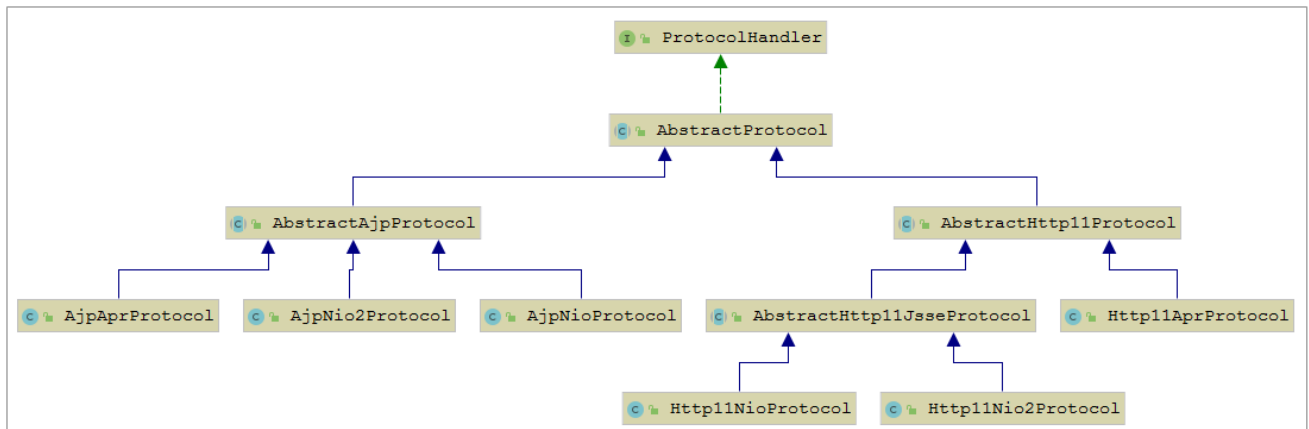 I ProtocolHandler
C AbstractProtocol
C AbstractAjpProtocol
C AbstractHttp11Protocol
C AjpAprProtocol
C AjpNio2Protocol
C AjpNioProtocol
C AbstractHttp11JsseProtocol
C Http11AprProtocol
C Http11NioProtocol
C Http11Nio2Protocol